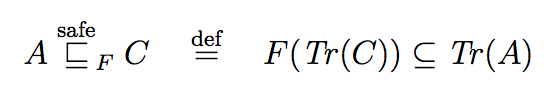 A ⊑^{safe}_F C  ≝  F(Tr(C)) ⊆ Tr(A)